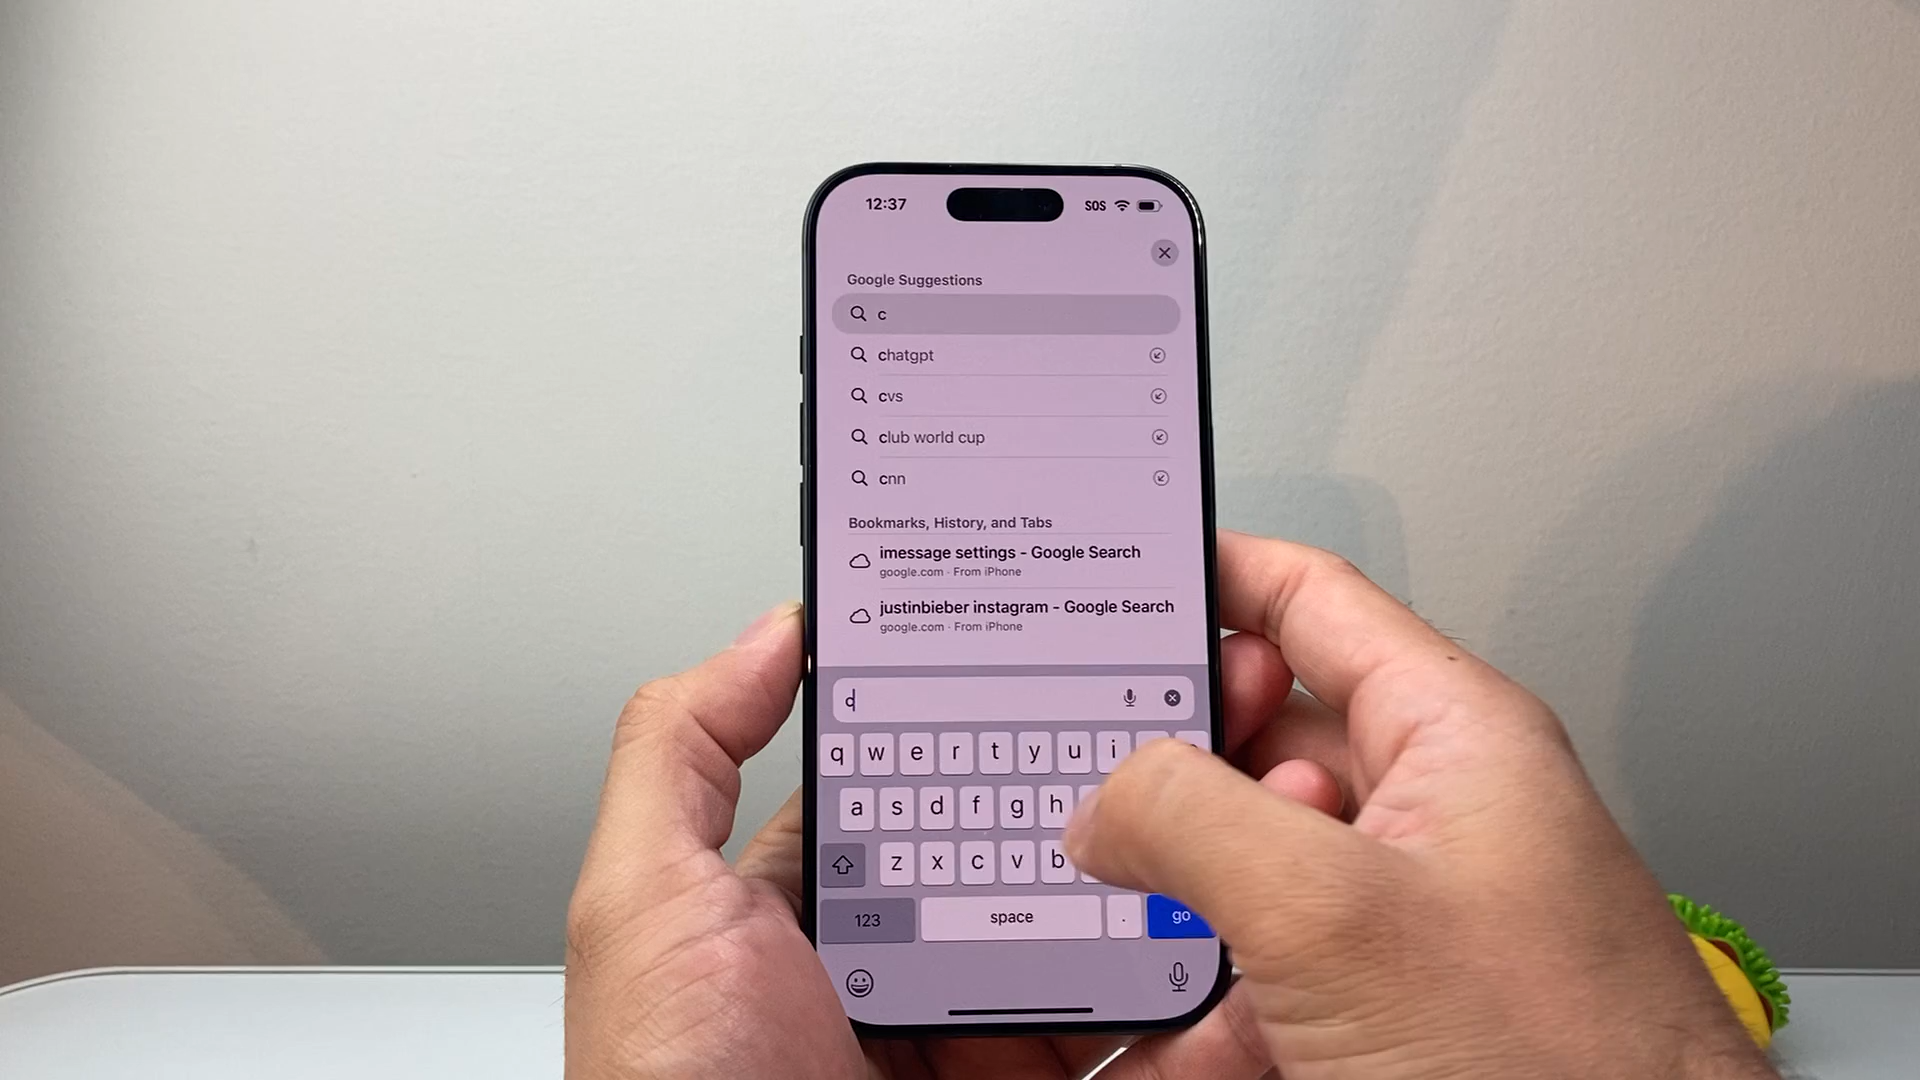 12:37 SOS
Google Suggestions
c
chatgpt
cvs
club world cup
cnn
Bookmarks, History, and Tabs
imessage settings - Google Search
google.com · From iPhone
justinbieber instagram - Google Search
google.com · From iPhone
c
q w e r t y u i
a s d f g h
z x c v b
123 space . go